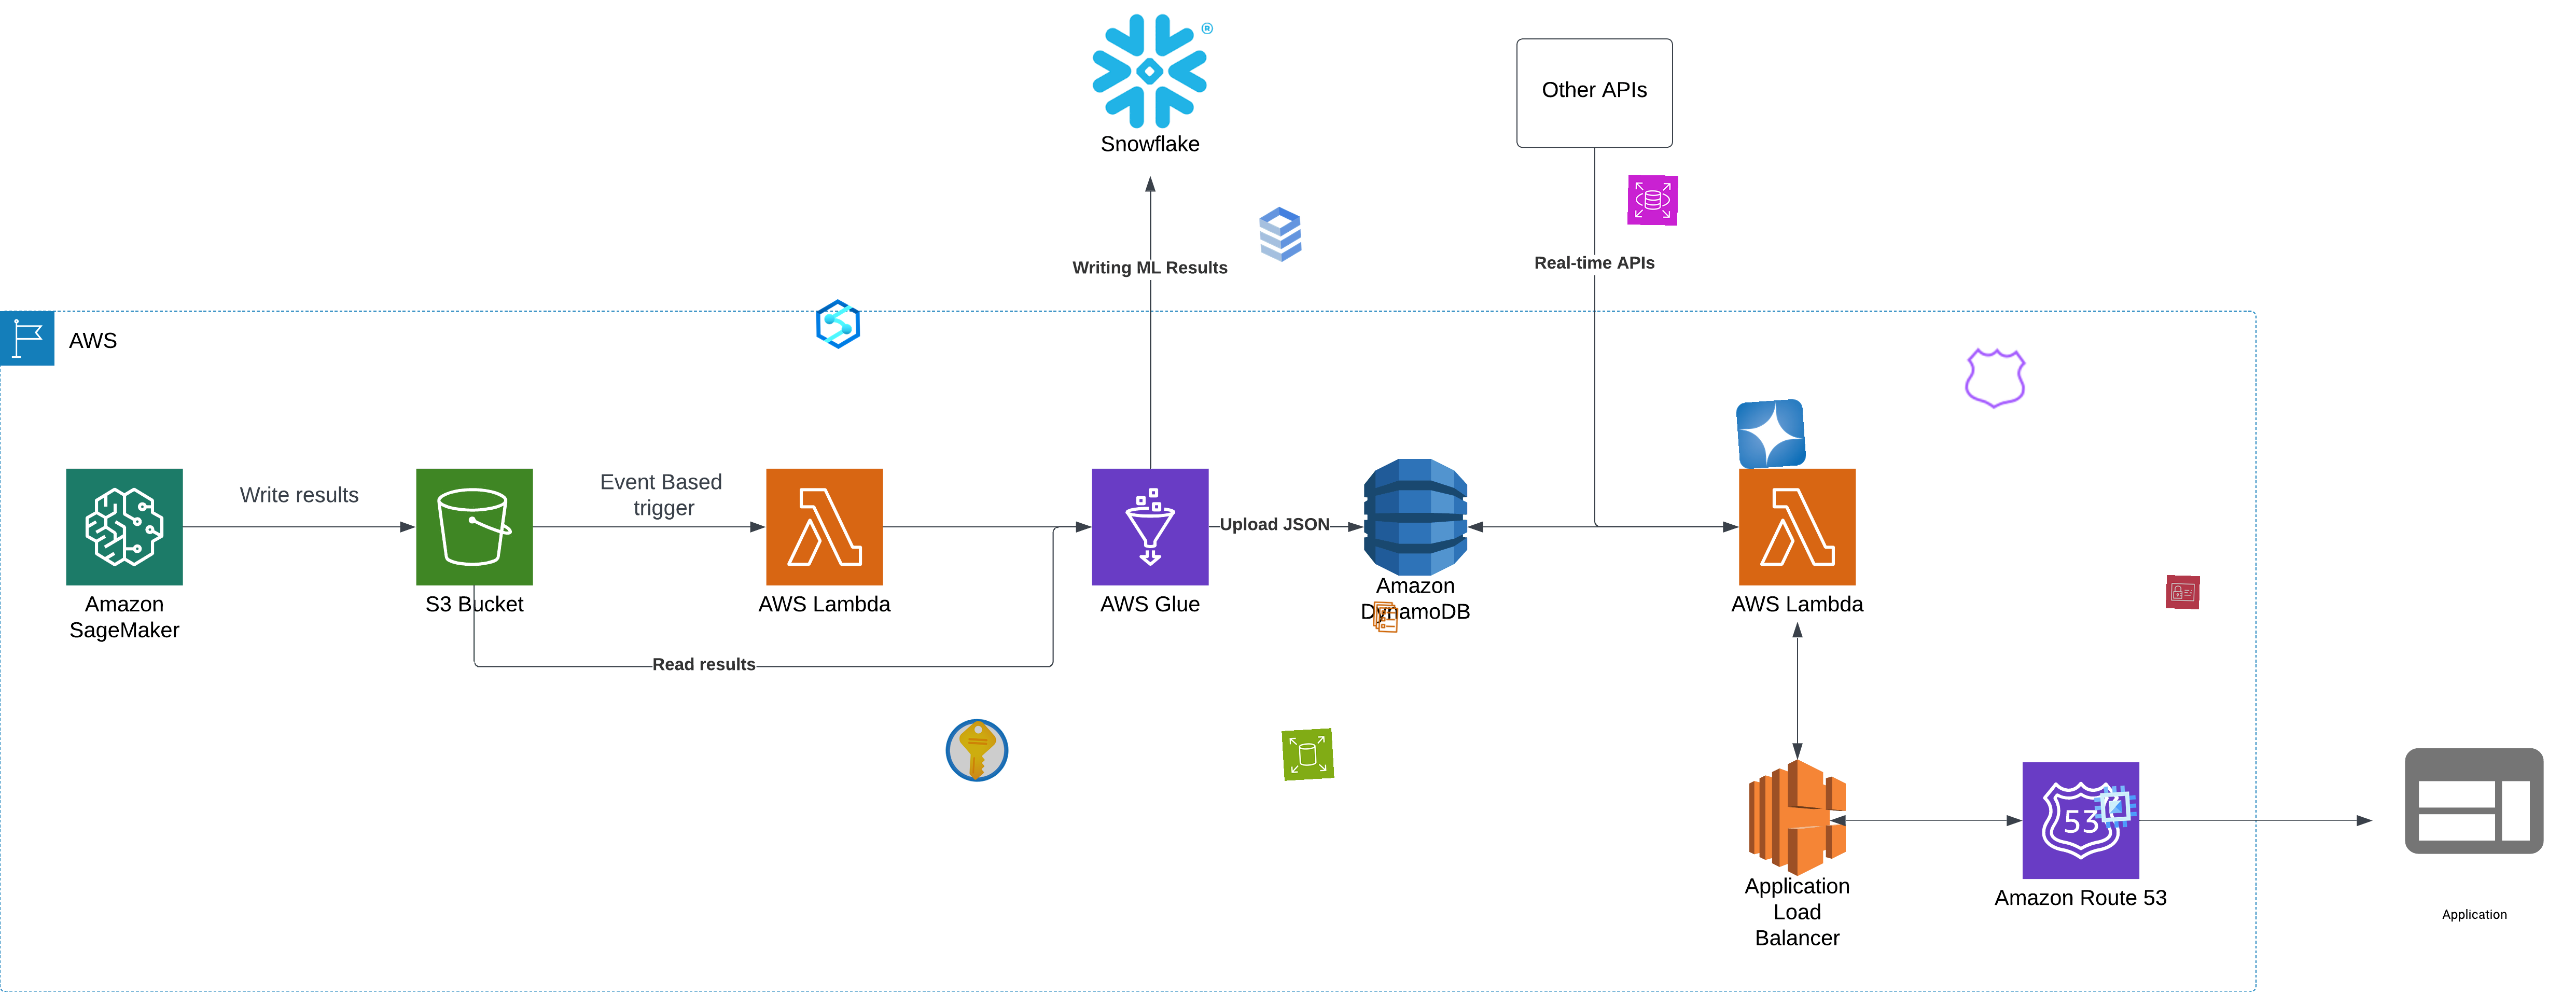 ®
Snowflake
Other APIs
Writing ML Results
Real-time APIs
AWS
Write results
Event Based
trigger
Upload JSON
Amazon
SageMaker
S3 Bucket
AWS Lambda
AWS Glue
Amazon
DynamoDB
AWS Lambda
Read results
53
Application
Load
Balancer
Amazon Route 53
Application